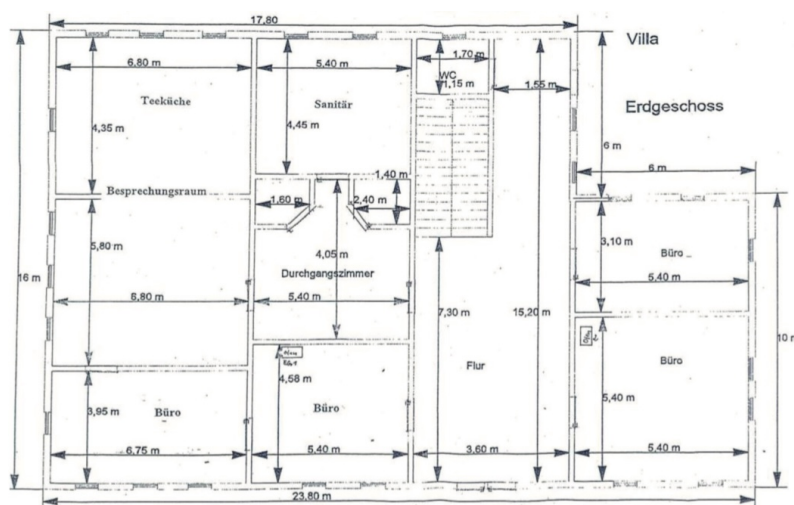 17.80
Villa
Erdgeschoss
6.80 m
5.40 m
1,70 m
WC
1,15 m
1,55 m
Teeküche
Sanitär
4,35 m
4,45 m
6 m
6 m
1,40 m
Besprechungsraum
1,60 m
2,40 m
5,80 m
4,05 m
3,10 m
Büro
16 m
Durchgangszimmer
6,80 m
5,40 m
5,40 m
7,30 m
15,20 m
10 m
Büro
4,58 m
Flur
3,95 m
Büro
Büro
5,40 m
6.75 m
5.40 m
3.60 m
5.40 m
23.80 m